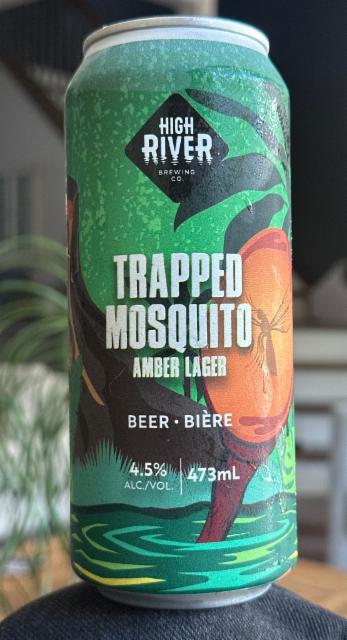 HIGH
RIVER
BREWING
CO.
TRAPPED
MOSQUITO
AMBER LAGER
BEER • BIÈRE
4.5% 473mL
ALC./VOL.